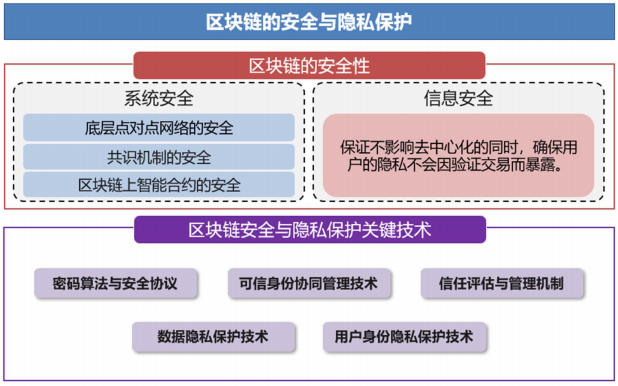 区块链的安全与隐私保护
区块链的安全性
系统安全
底层点对点网络的安全
共识机制的安全
区块链上智能合约的安全
信息安全
保证不影响去中心化的同时，确保用
户的隐私不会因验证交易而暴露。
区块链安全与隐私保护关键技术
密码算法与安全协议
可信身份协同管理技术
信任评估与管理机制
数据隐私保护技术
用户身份隐私保护技术